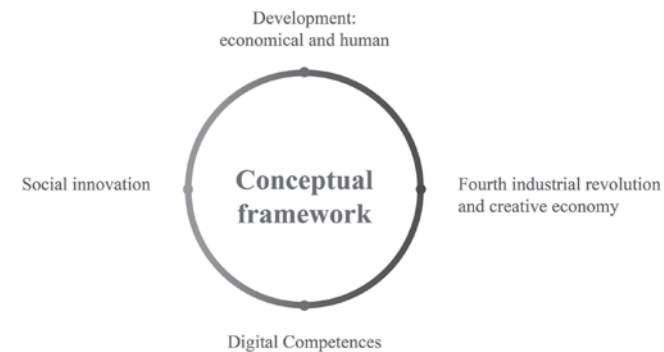 Development:
economical and human
Social innovation
Conceptual
framework
Fourth industrial revolution
and creative economy
Digital Competences